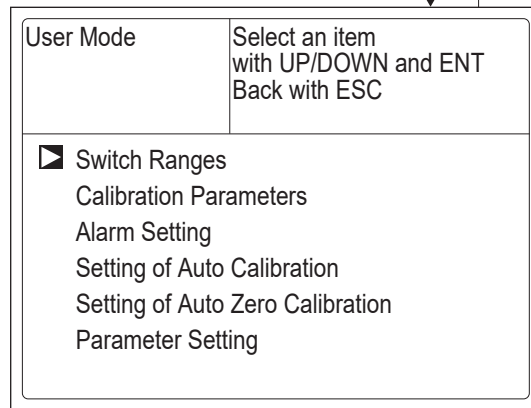 User Mode
Select an item
with UP/DOWN and ENT
Back with ESC
Switch Ranges
Calibration Parameters
Alarm Setting
Setting of Auto Calibration
Setting of Auto Zero Calibration
Parameter Setting